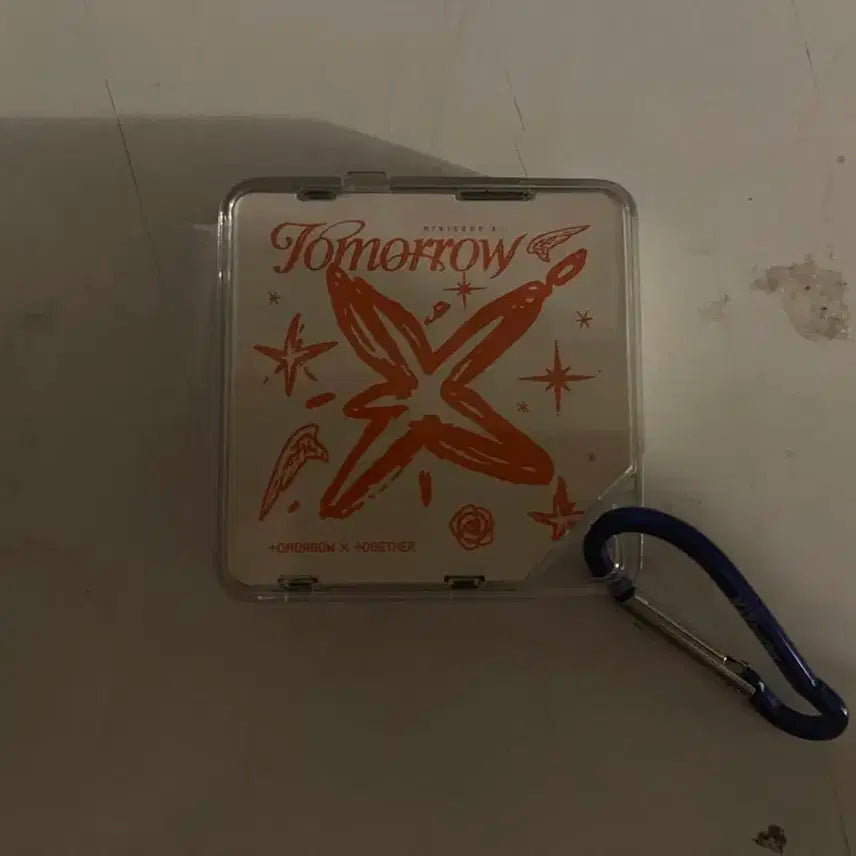 minisode 3:
Tomorrow
TOMORROW X TOGETHER